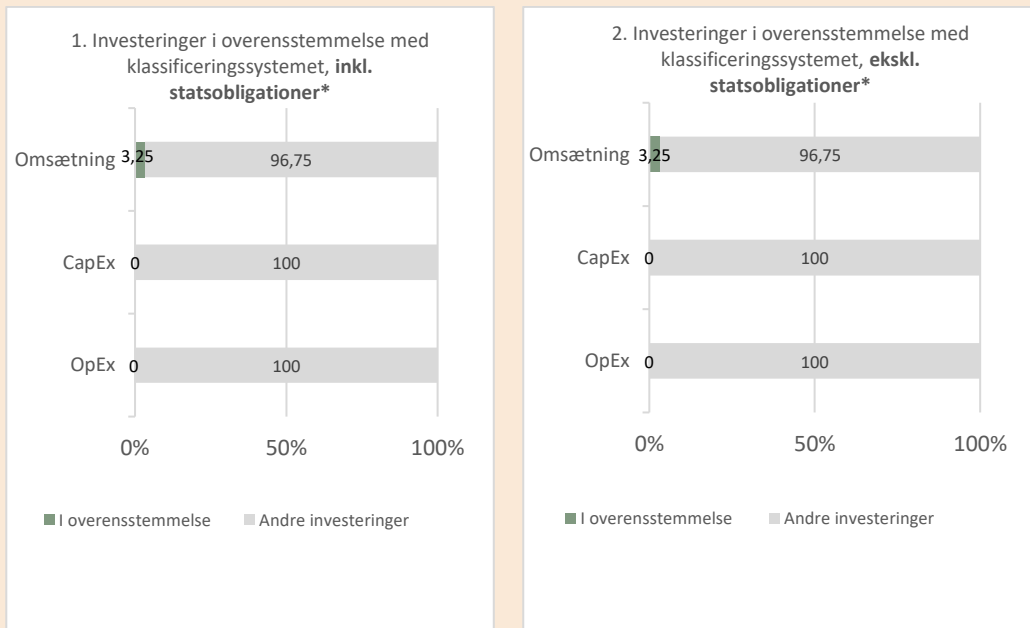 1. Investeringer i overensstemmelse med
klassificeringssystemet, inkl.
statsobligationer*
Omsætning 3,25 96,75
CapEx 0 100
OpEx 0 100
0% 50% 100%
I overensstemmelse Andre investeringer
2. Investeringer i overensstemmelse med
klassificeringssystemet, ekskl.
statsobligationer*
Omsætning 3,25 96,75
CapEx 0 100
OpEx 0 100
0% 50% 100%
I overensstemmelse Andre investeringer